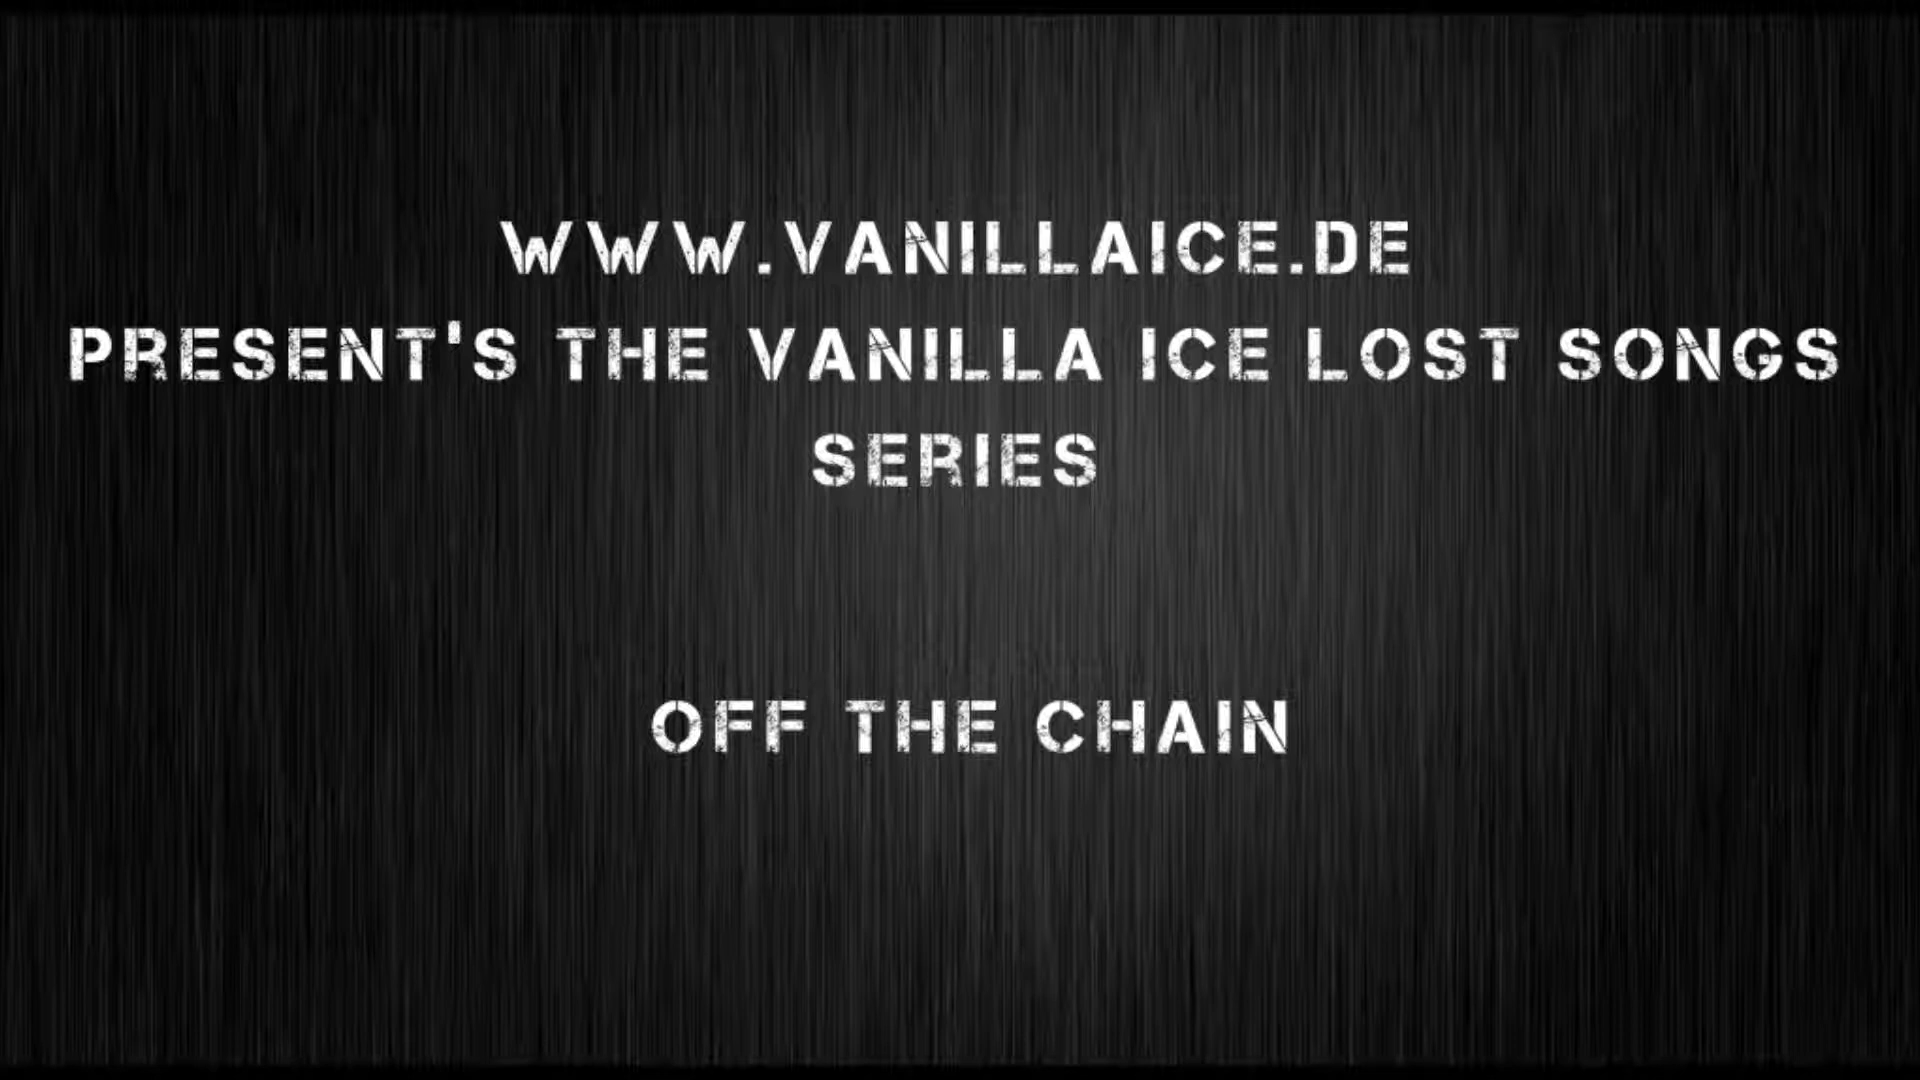 WWW.VANILLAICE.DE
PRESENT'S THE VANILLA ICE LOST SONGS
SERIES
OFF THE CHAIN